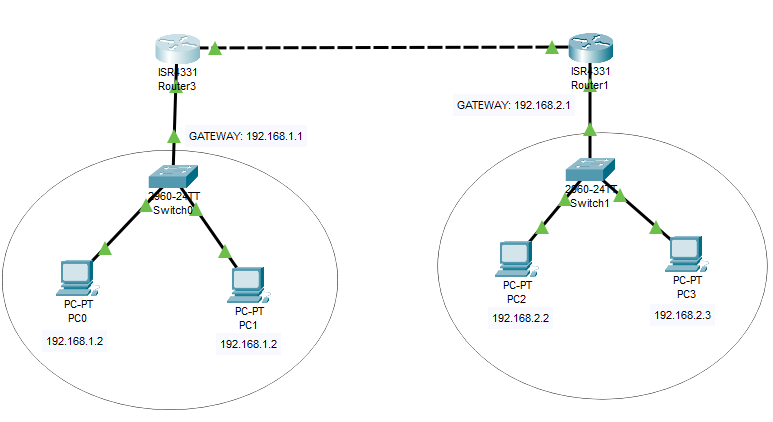 ISR4331
Router3
ISR4331
Router1
GATEWAY: 192.168.1.1
GATEWAY: 192.168.2.1
2960-24TT
Switch0
2960-24TT
Switch1
PC-PT
PC0
192.168.1.2
PC-PT
PC1
192.168.1.2
PC-PT
PC2
192.168.2.2
PC-PT
PC3
192.168.2.3